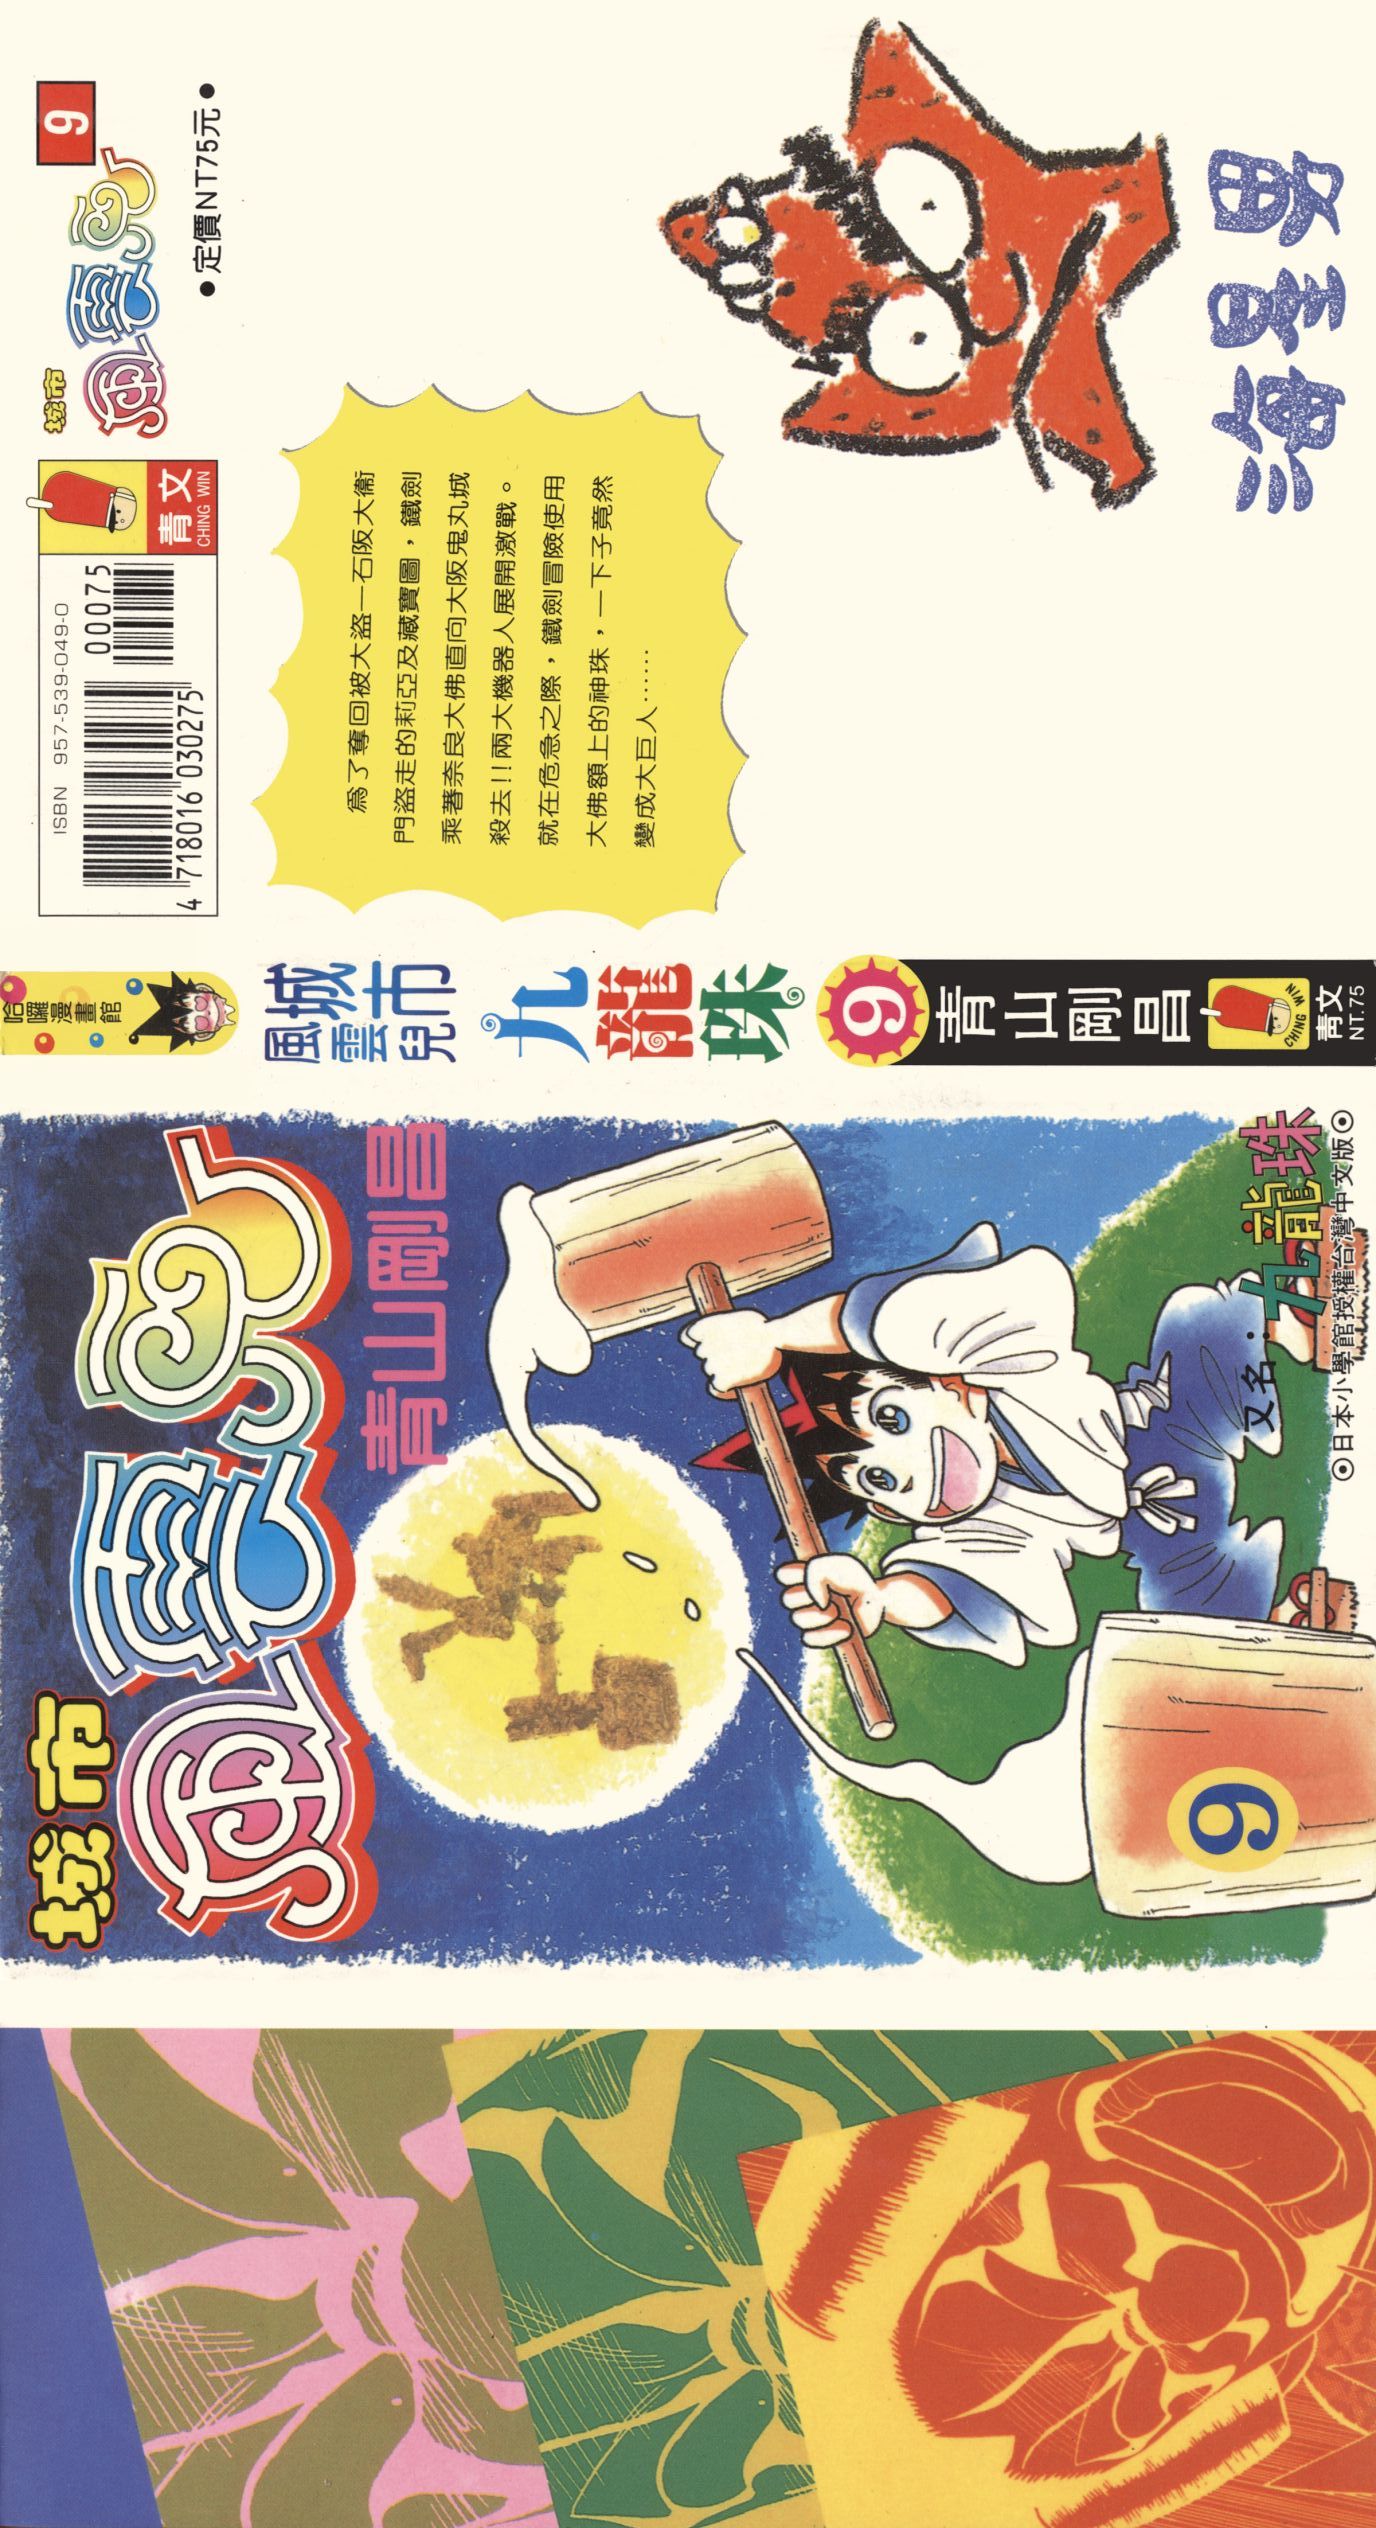 9
城市
風雲兒
●定價NT75元●
青文
CHING WIN
ISBN 957-539-049-0
00075
4 718016 030275
為了奪回被大盜一石阪大衞
門盜走的莉亞及藏寶圖，鐵劍
乘著奈良大佛直向大阪鬼丸城
殺去!!兩大機器人展開激戰。
就在危急之際，鐵劍冒險使用
大佛額上的神珠，一下子竟然
變成大巨人……
海星男
哈囉漫畫館
城市
風雲兒
九龍珠
9
青山剛昌
CHING WIN
青文
NT.75
城市
風雲兒
青山剛昌
9
又名：九龍珠
◎日本小學館授權台灣中文版◎